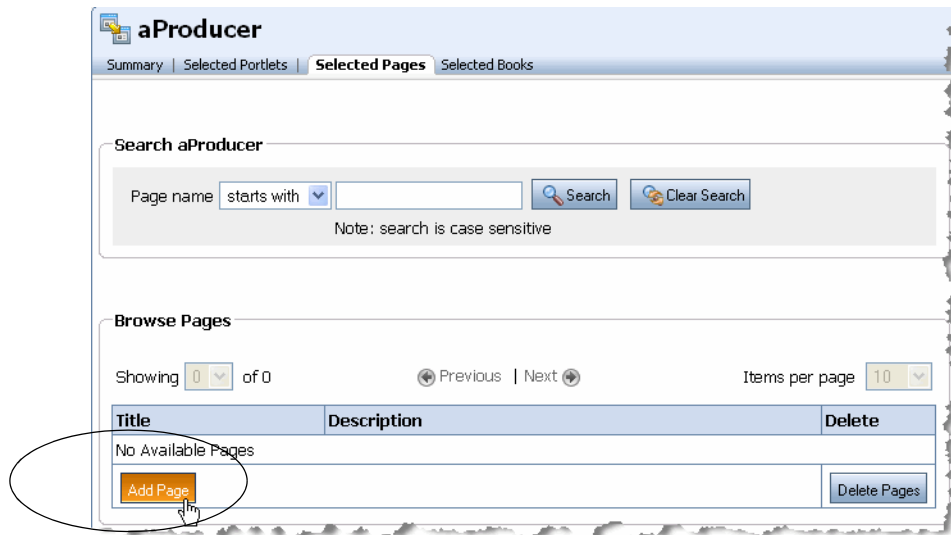 aProducer
Summary | Selected Portlets | Selected Pages Selected Books
Search aProducer
Page name starts with Search Clear Search
Note: search is case sensitive
Browse Pages
Showing 0 of 0 Previous | Next Items per page 10
Title Description Delete
No Available Pages
Add Page Delete Pages